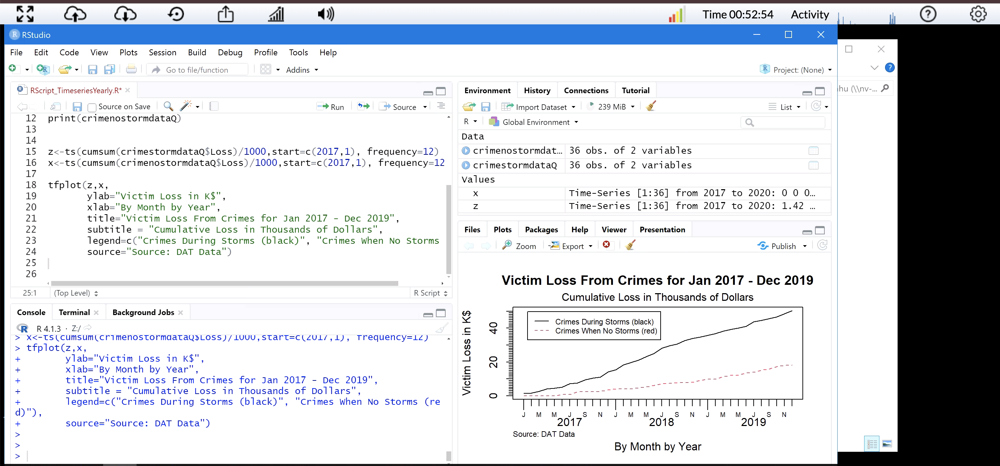 Time 00:52:54 Activity
RStudio
File Edit Code View Plots Session Build Debug Profile Tools Help
Go to file/function Addins Project: (None)
RScript_TimeseriesYearly.R*
Source on Save Run Source
12 print(crimenostormdataQ)
13
14
15 z<-ts(cumsum(crimestormdataQ$Loss)/1000,start=c(2017,1), frequency=12)
16 x<-ts(cumsum(crimenostormdataQ$Loss)/1000,start=c(2017,1), frequency=12
17
18 tfplot(z,x,
19 ylab="Victim Loss in K$",
20 xlab="By Month by Year",
21 title="Victim Loss From Crimes for Jan 2017 - Dec 2019",
22 subtitle = "Cumulative Loss in Thousands of Dollars",
23 legend=c("Crimes During Storms (black)", "Crimes When No Storms
24 source="Source: DAT Data")
25
26
25:1 (Top Level) R Script
Console Terminal Background Jobs
R 4.1.3 · Z:/
> x<-ts(cumsum(crimenostormdataQ$Loss)/1000,start=c(2017,1), frequency=12)
> tfplot(z,x,
+ ylab="Victim Loss in K$",
+ xlab="By Month by Year",
+ title="Victim Loss From Crimes for Jan 2017 - Dec 2019",
+ subtitle = "Cumulative Loss in Thousands of Dollars",
+ legend=c("Crimes During Storms (black)", "Crimes When No Storms (re
d)"),
+ source="Source: DAT Data")
>
>
>
Environment History Connections Tutorial
Import Dataset 239 MiB List
R Global Environment
Data
crimenostormdat... 36 obs. of 2 variables
crimestormdataQ 36 obs. of 2 variables
Values
x Time-Series [1:36] from 2017 to 2020: 0 0 0...
z Time-Series [1:36] from 2017 to 2020: 1.42 ...
Files Plots Packages Help Viewer Presentation
Zoom Export Publish
Victim Loss From Crimes for Jan 2017 - Dec 2019
Cumulative Loss in Thousands of Dollars
Victim Loss in K$
40
20
0
Crimes During Storms (black)
Crimes When No Storms (red)
J M M J S N J M M J S N J M M J S N
2017 2018 2019
Source: DAT Data
By Month by Year
hu (\\nv-...